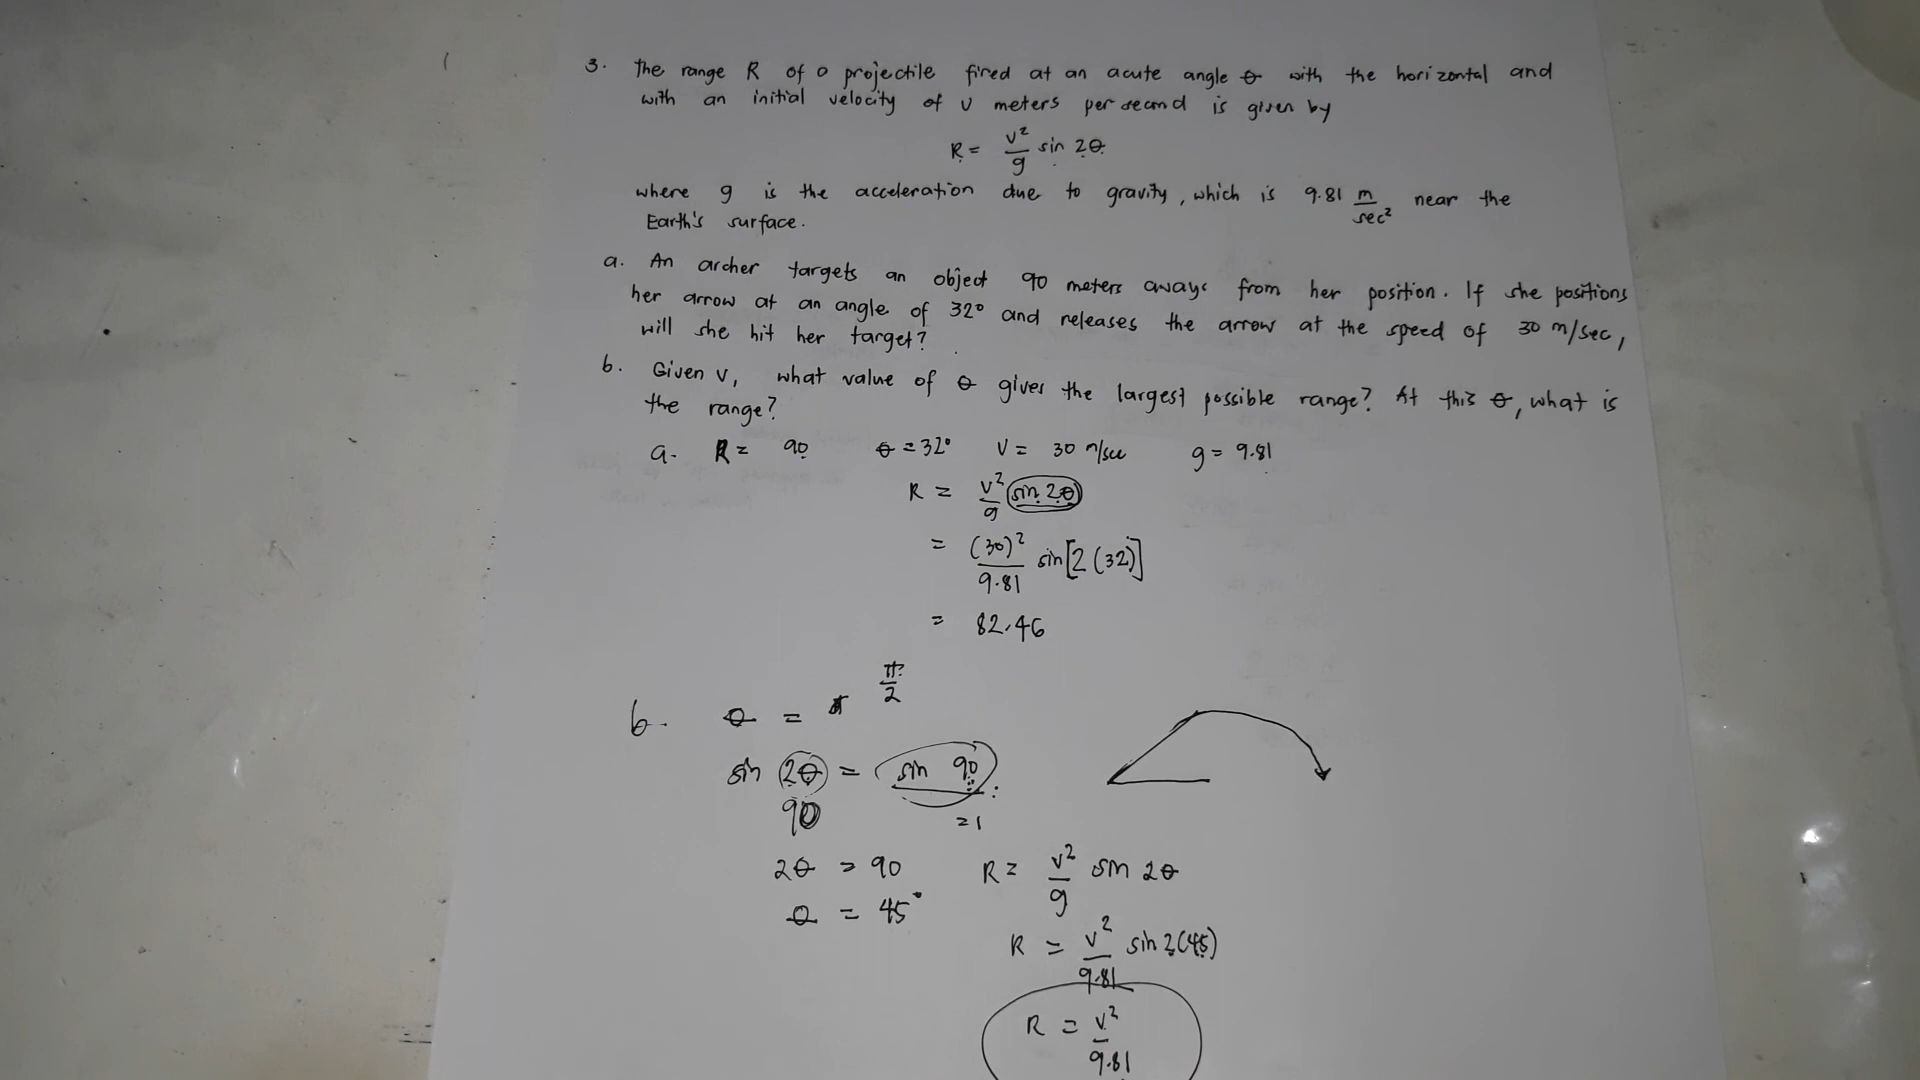 3. The range R of a projectile fired at an acute angle θ with the horizontal and
with an initial velocity of v meters per second is given by
R = v²/g sin 2θ
where g is the acceleration due to gravity, which is 9.81 m/sec² near the
Earth's surface.
a. An archer targets an object 90 meters aways from her position. If she positions
her arrow at an angle of 32° and releases the arrow at the speed of 30 m/sec,
will she hit her target?
b. Given v, what value of θ gives the largest possible range? At this θ, what is
the range?
a. R = 90 θ = 32° V = 30 m/sec g = 9.81
R = v²/g sin 2θ
= (30)²/9.81 sin[2(32)]
= 82.46
π/2
b. θ =
sin 2θ = sin 90
90 = 1
2θ = 90 R = v²/g sin 2θ
θ = 45°
R = v²/9.81 sin 2(45)
R = v²/9.81